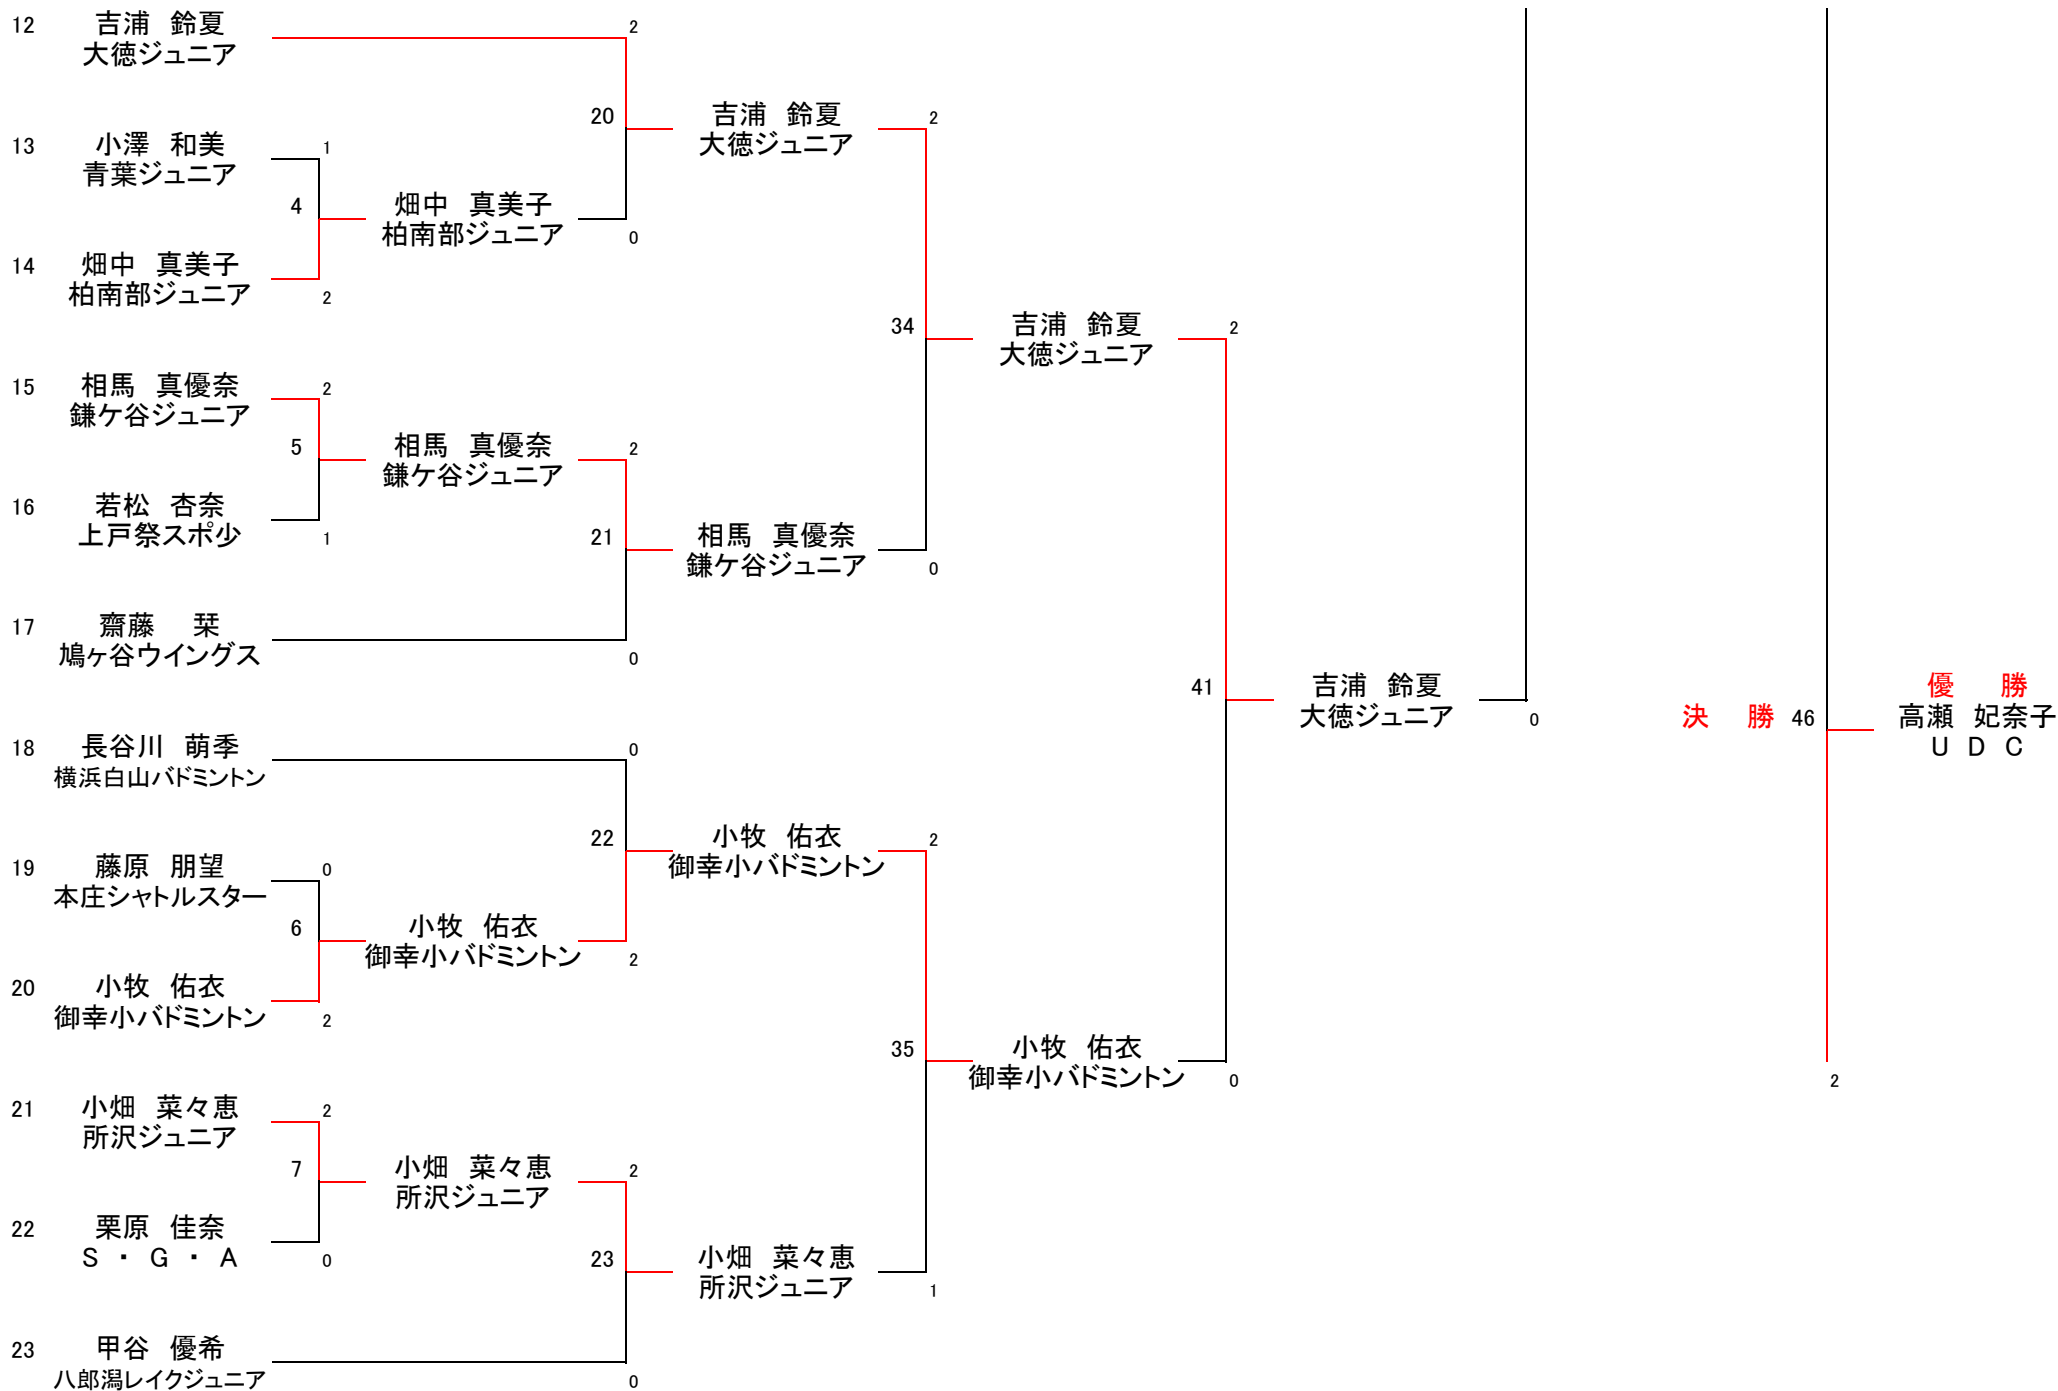 12 吉浦 鈴夏 2
大徳ジュニア
20 吉浦 鈴夏 2
大徳ジュニア
13 小澤 和美 1
青葉ジュニア
4 畑中 真美子
柏南部ジュニア 0
14 畑中 真美子
柏南部ジュニア 2
34 吉浦 鈴夏 2
大徳ジュニア
15 相馬 真優奈 2
鎌ケ谷ジュニア
5 相馬 真優奈 2
鎌ケ谷ジュニア
16 若松 杏奈
上戸祭スポ少 1
21 相馬 真優奈
鎌ケ谷ジュニア 0
17 齋藤 栞
鳩ヶ谷ウイングス 0
41 吉浦 鈴夏
大徳ジュニア 0
優 勝
決 勝 46 高瀬 妃奈子
U D C
18 長谷川 萌季 0
横浜白山バドミントン
22 小牧 佑衣 2
御幸小バドミントン
19 藤原 朋望 0
本庄シャトルスター
6 小牧 佑衣
御幸小バドミントン 2
20 小牧 佑衣
御幸小バドミントン 2
35 小牧 佑衣
御幸小バドミントン 0
2
21 小畑 菜々恵 2
所沢ジュニア
7 小畑 菜々恵 2
所沢ジュニア
22 栗原 佳奈
S ・ G ・ A 0
23 小畑 菜々恵
所沢ジュニア 1
23 甲谷 優希
八郎潟レイクジュニア 0